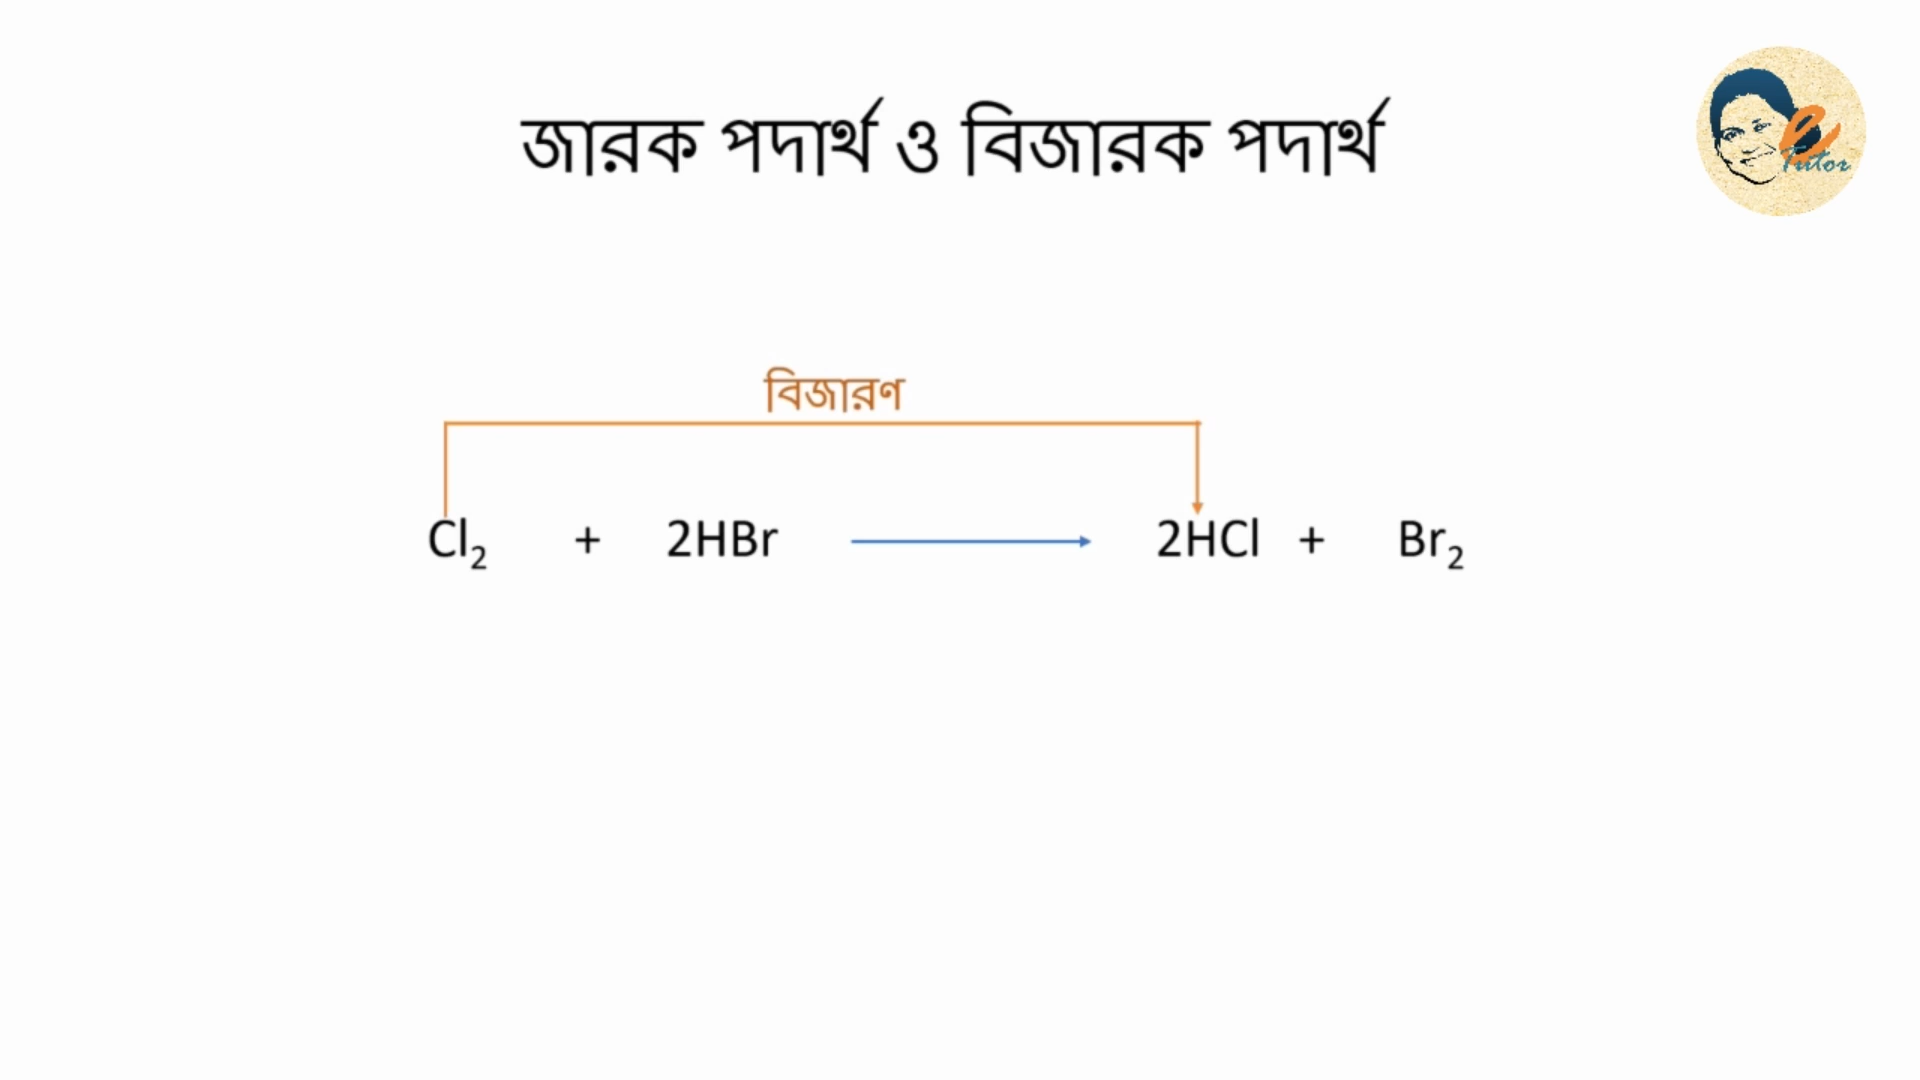 জারক পদার্থ ও বিজারক পদার্থ
e
Tutor
বিজারণ
Cl₂ + 2HBr ⟶ 2HCl + Br₂